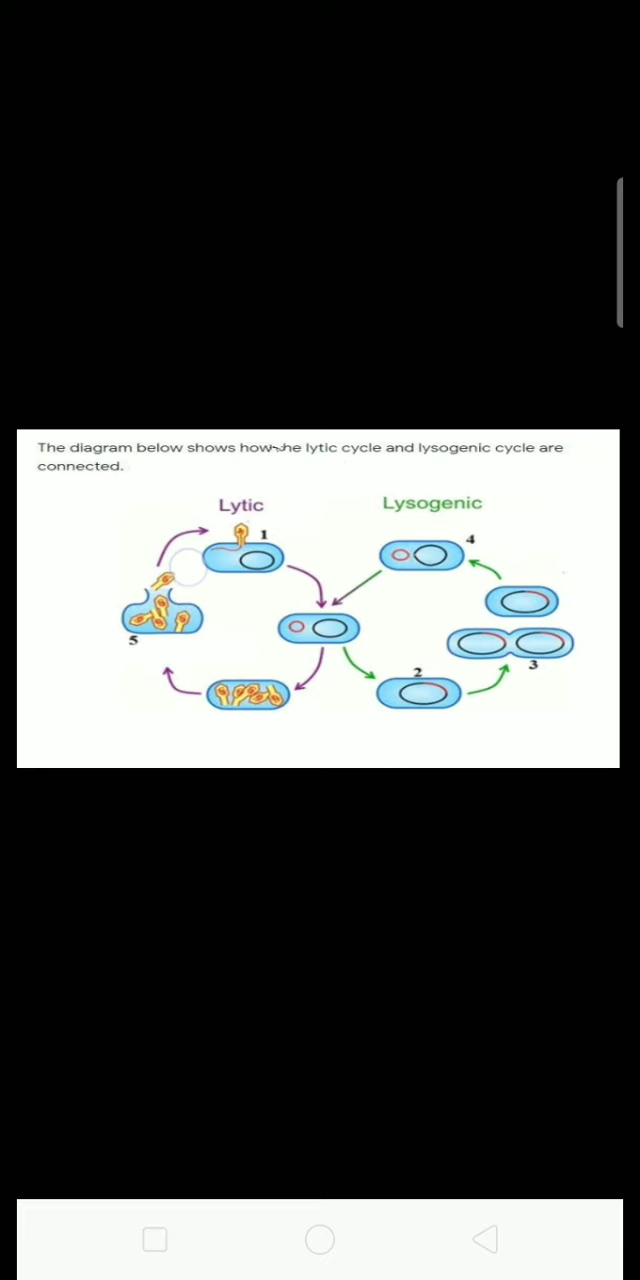 The diagram below shows how the lytic cycle and lysogenic cycle are
connected.
Lytic
Lysogenic
1
4
5
2
3